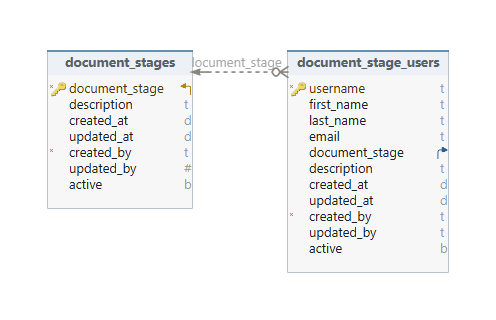 document_stages
document_stage
description t
created_at d
updated_at d
* created_by t
updated_by #
active b
document_stage
document_stage_users
* username t
first_name t
last_name t
email t
document_stage
description t
created_at d
updated_at d
* created_by t
updated_by t
active b